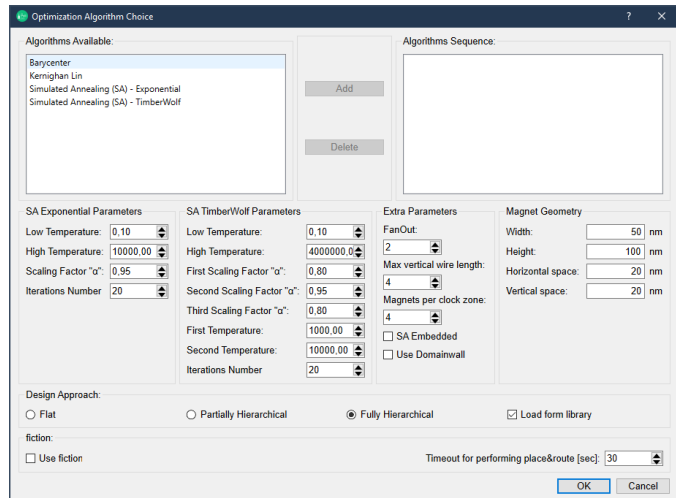 Optimization Algorithm Choice
? ×
Algorithms Available:
Barycenter
Kernighan Lin
Simulated Annealing (SA) - Exponential
Simulated Annealing (SA) - TimberWolf
Add
Delete
Algorithms Sequence:
SA Exponential Parameters
Low Temperature: 0,10
High Temperature: 10000,00
Scaling Factor "α": 0,95
Iterations Number 20
SA TimberWolf Parameters
Low Temperature: 0,10
High Temperature: 4000000,0
First Scaling Factor "α": 0,80
Second Scaling Factor "α": 0,95
Third Scaling Factor "α": 0,80
First Temperature: 1000,00
Second Temperature: 10000,00
Iterations Number 20
Extra Parameters
FanOut:
2
Max vertical wire length:
4
Magnets per clock zone:
4
SA Embedded
Use Domainwall
Magnet Geometry
Width: 50 nm
Height: 100 nm
Horizontal space: 20 nm
Vertical space: 20 nm
Design Approach:
Flat Partially Hierarchical Fully Hierarchical Load form library
fiction:
Use fiction Timeout for performing place&route [sec]: 30
OK Cancel